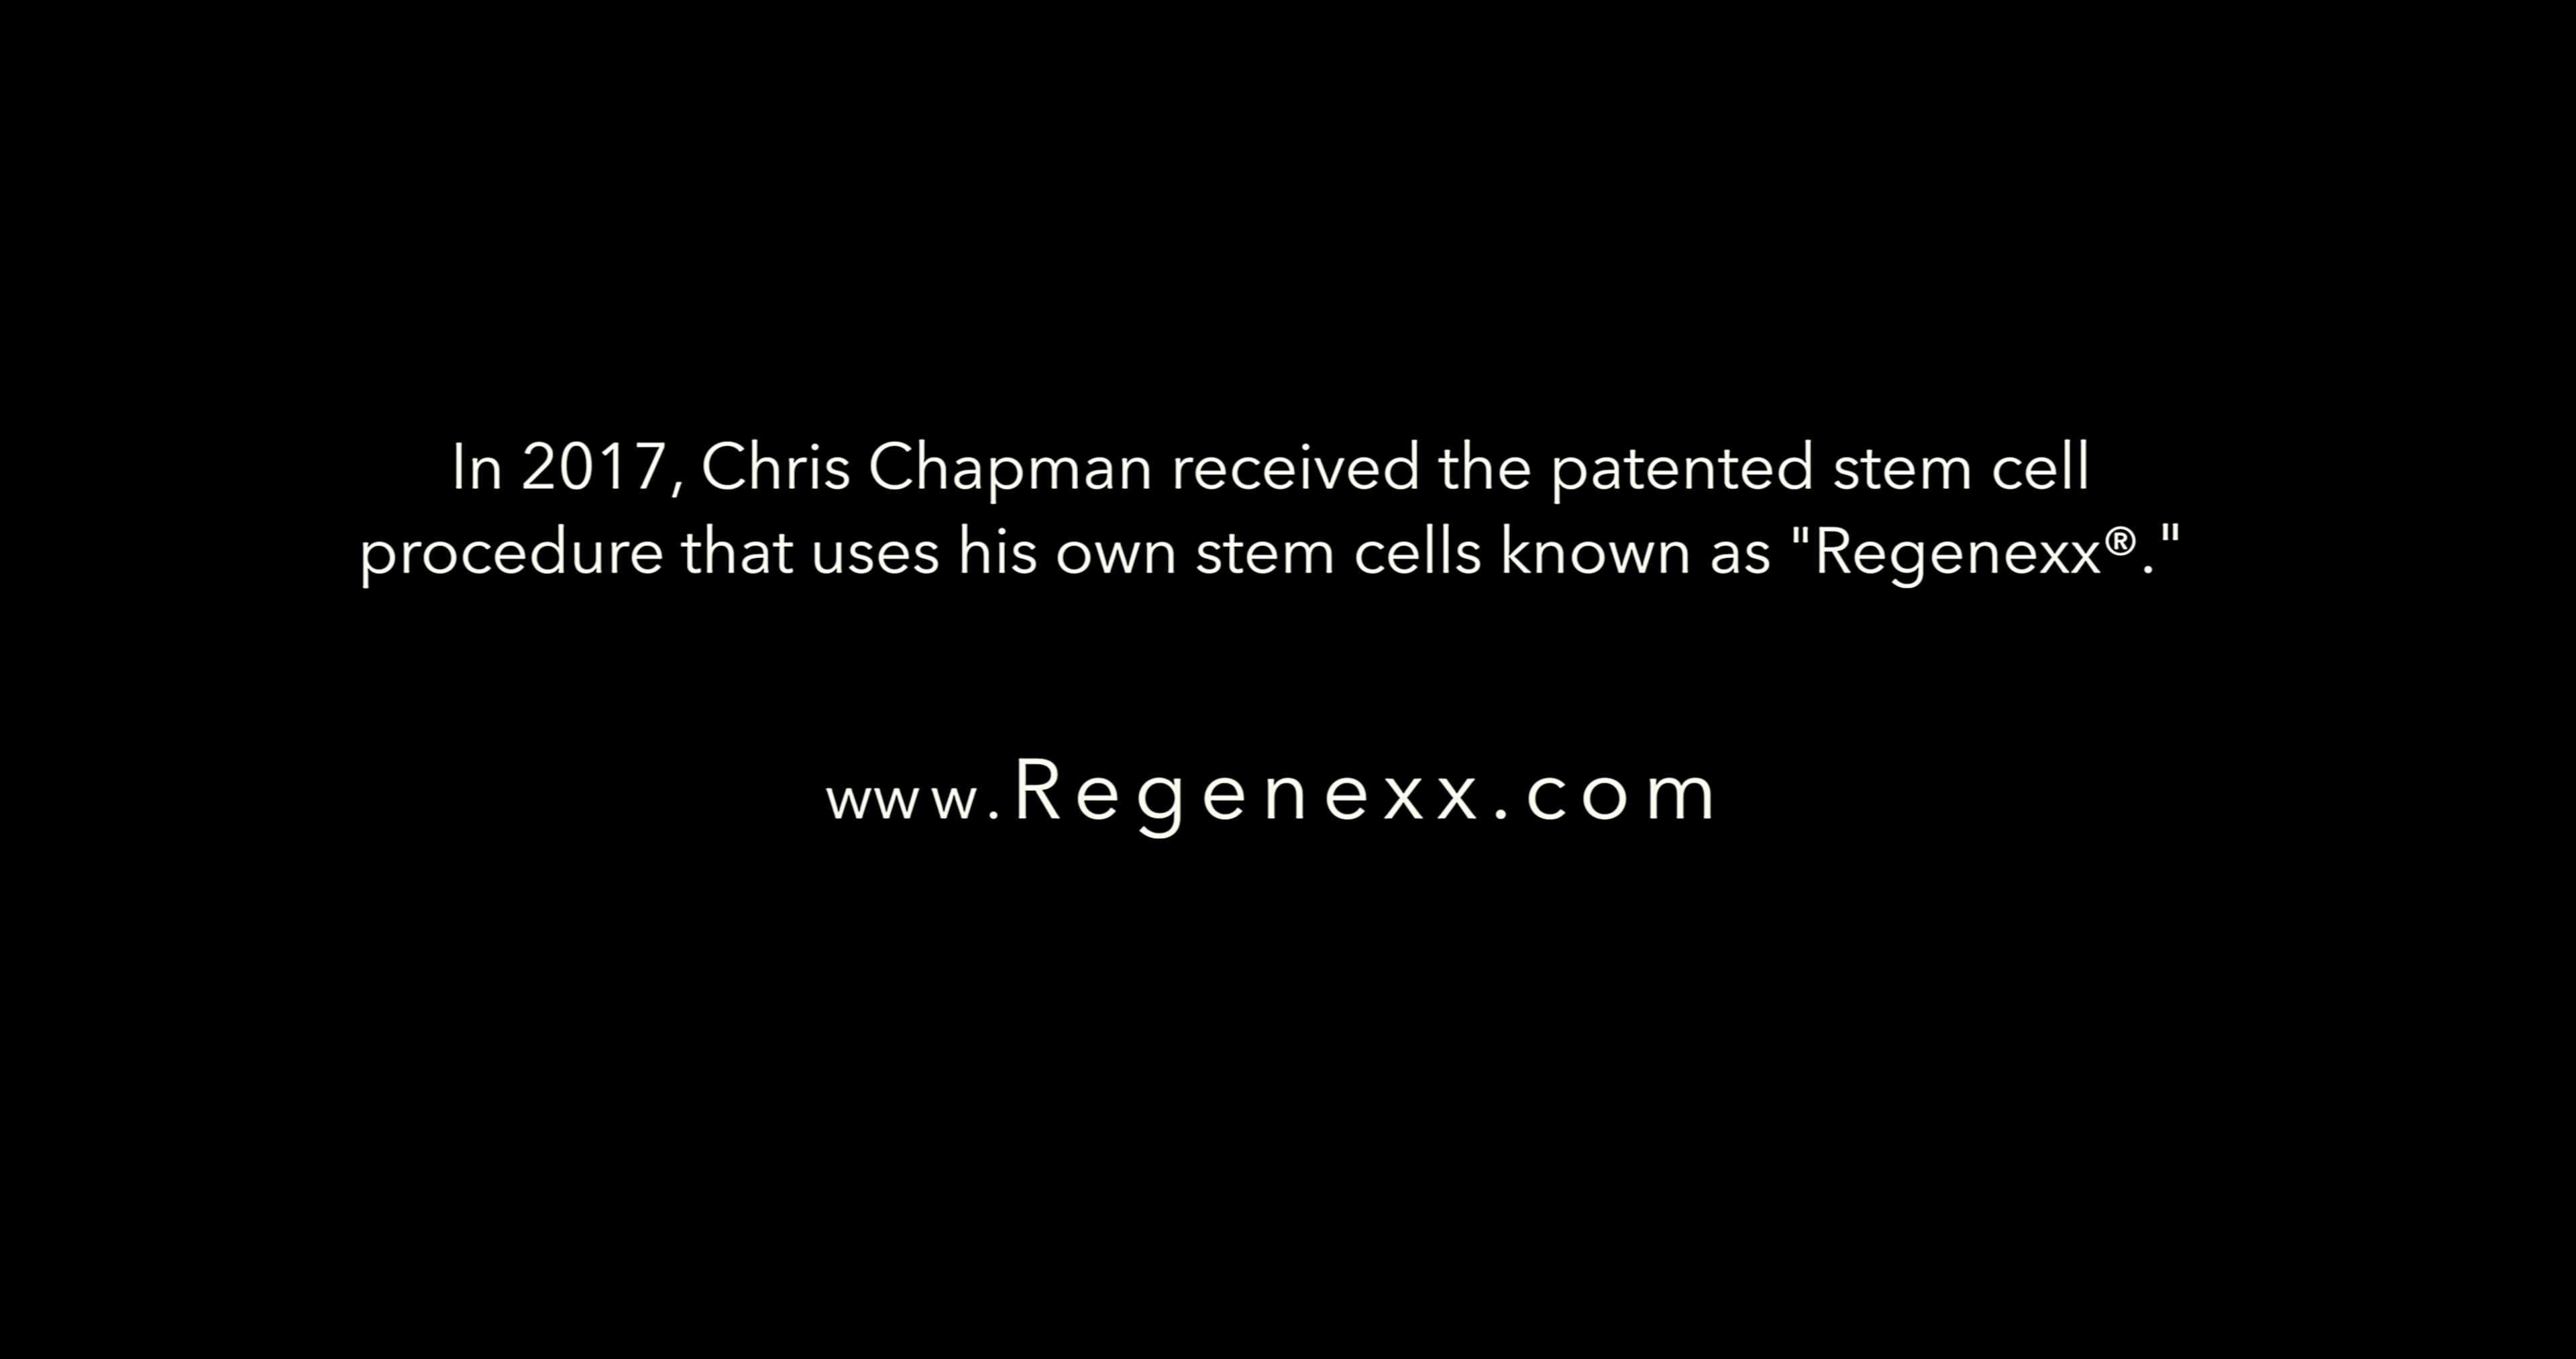 In 2017, Chris Chapman received the patented stem cell
procedure that uses his own stem cells known as "Regenexx®."
www.Regenexx.com